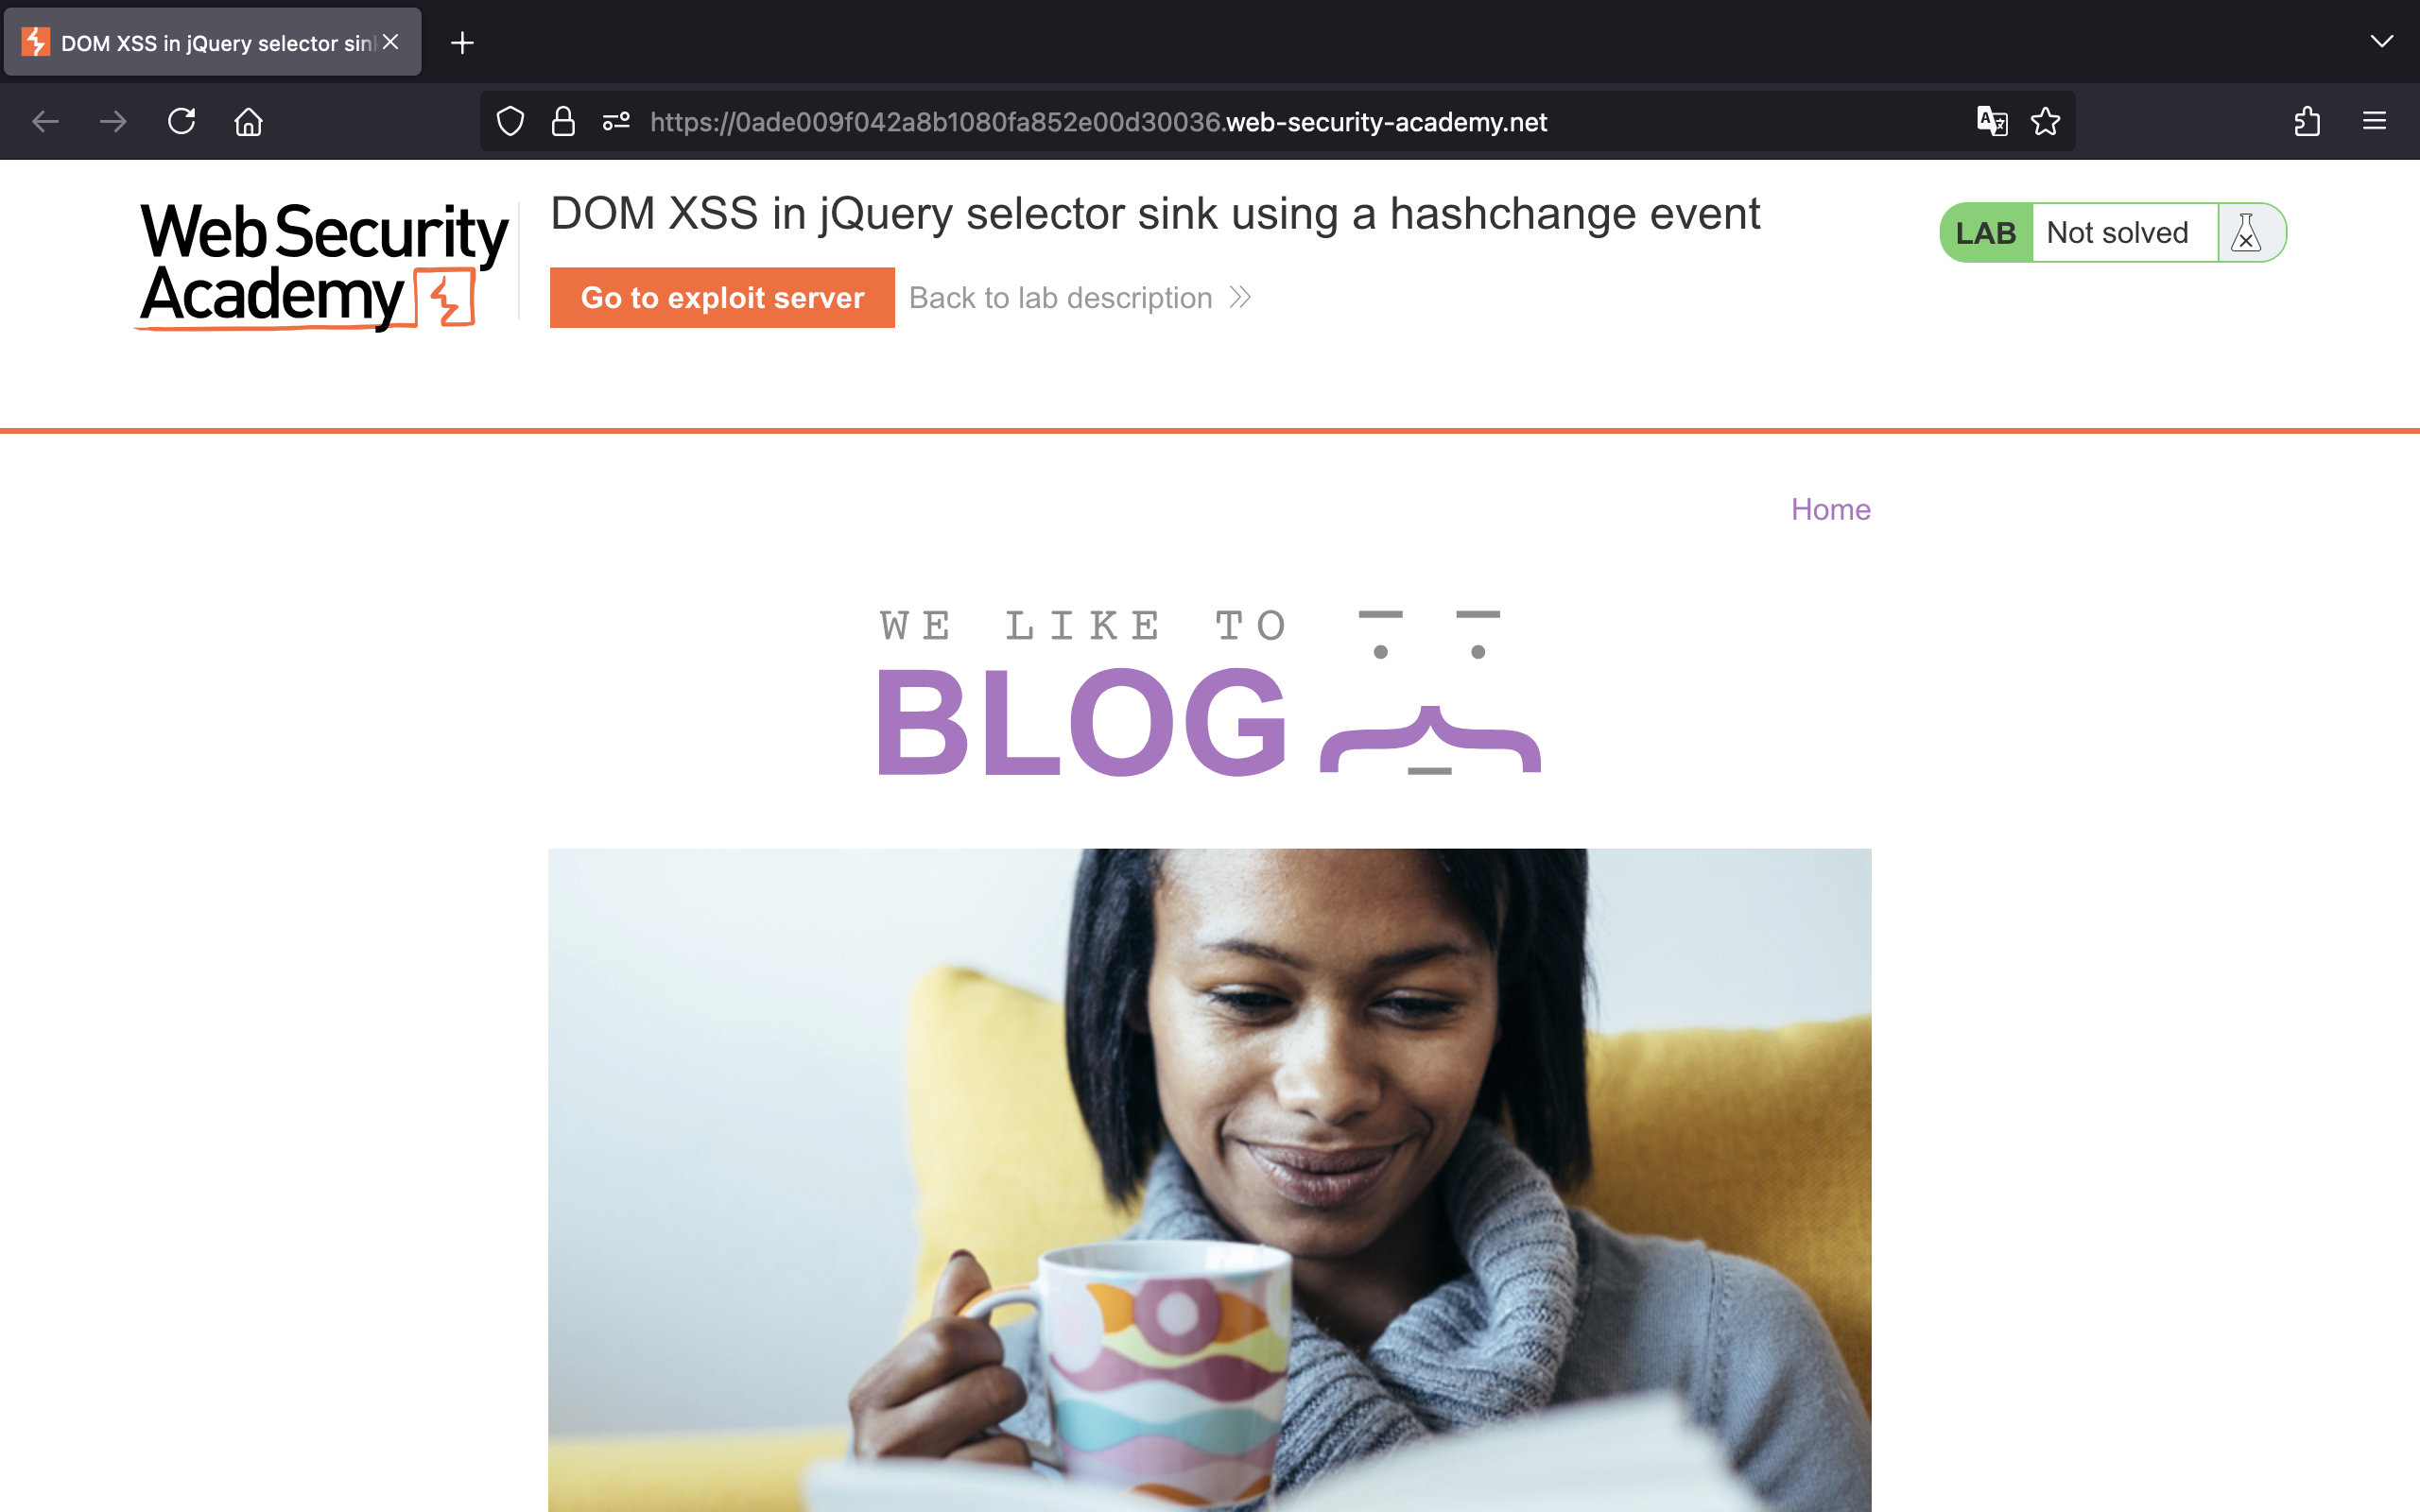 DOM XSS in jQuery selector sin
https://0ade009f042a8b1080fa852e00d30036.web-security-academy.net
Web Security
Academy
DOM XSS in jQuery selector sink using a hashchange event
Go to exploit server
Back to lab description
LAB
Not solved
Home
WE LIKE TO
BLOG